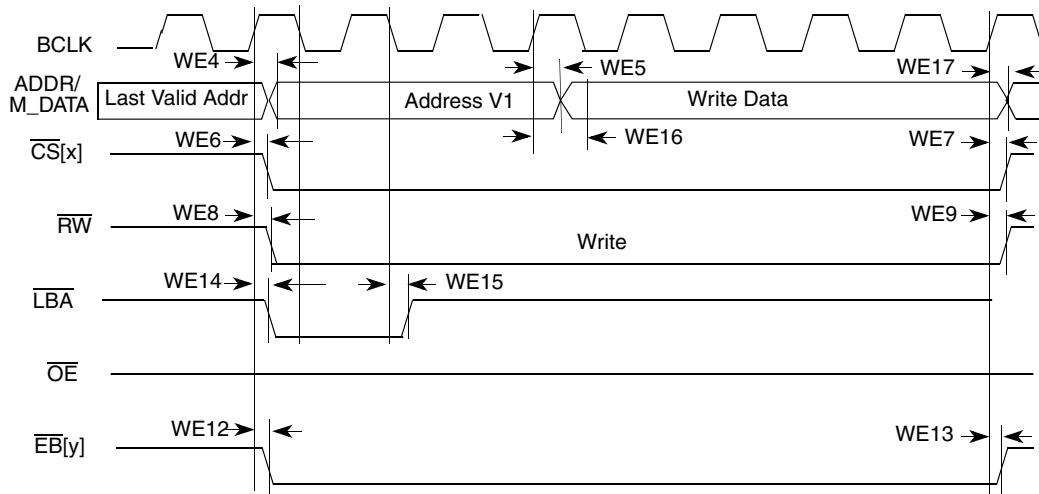 BCLK
WE4
WE5
WE17
ADDR/
M_DATA
Last Valid Addr
Address V1
Write Data
WE6
WE16
WE7
CS[x]
WE8
WE9
RW
Write
WE14
WE15
LBA
OE
WE12
WE13
EB[y]